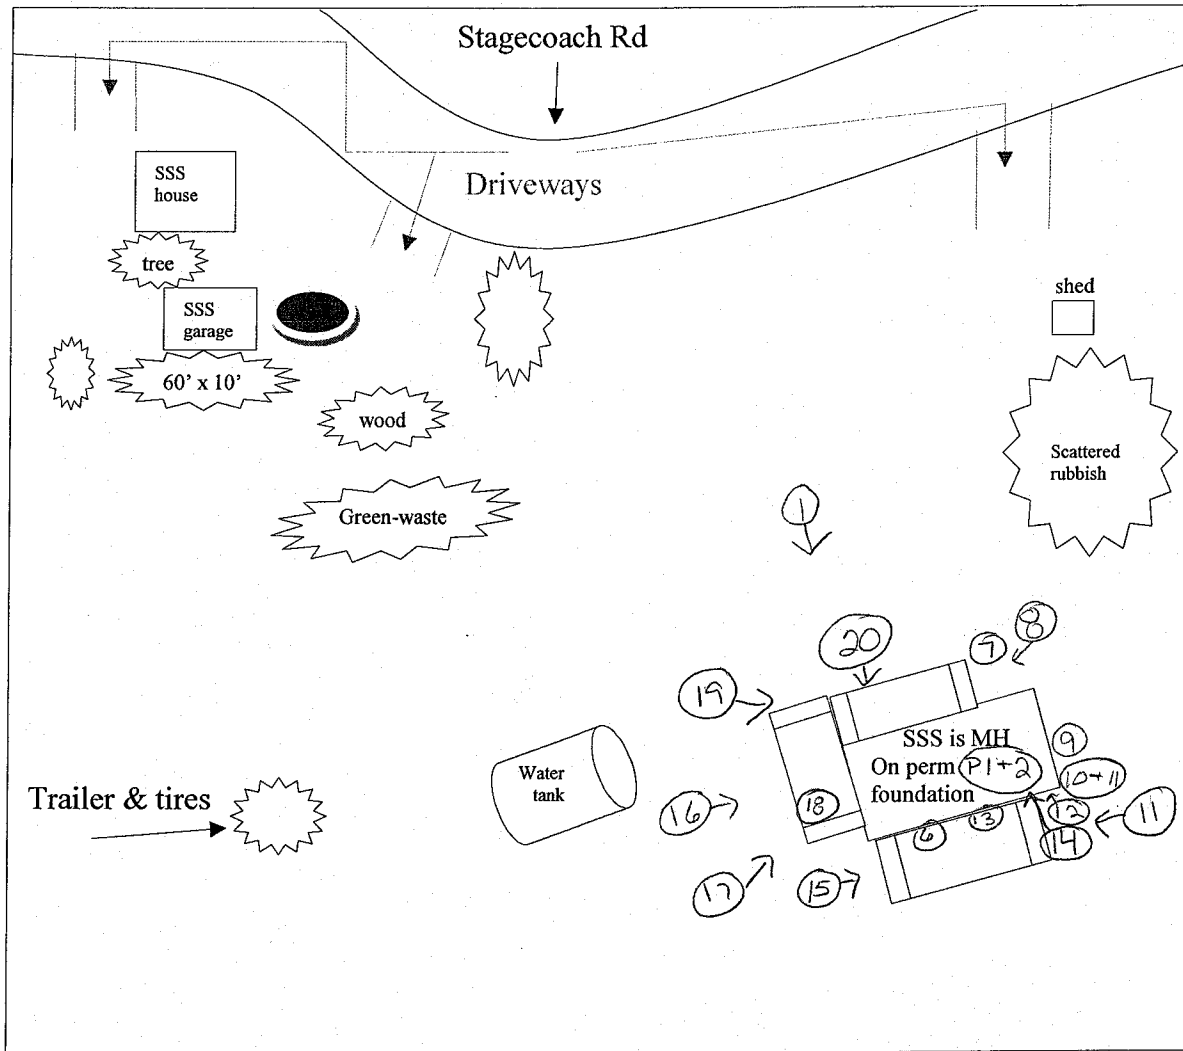 Stagecoach Rd
Driveways
SSS
house
tree
SSS
garage
60' x 10'
wood
Green-waste
shed
Scattered
rubbish
1
8
7
20
19
SSS is MH
On perm P1+2
foundation
9
10+11
Water
tank
Trailer & tires
16
18
6
13
12
11
14
17
15